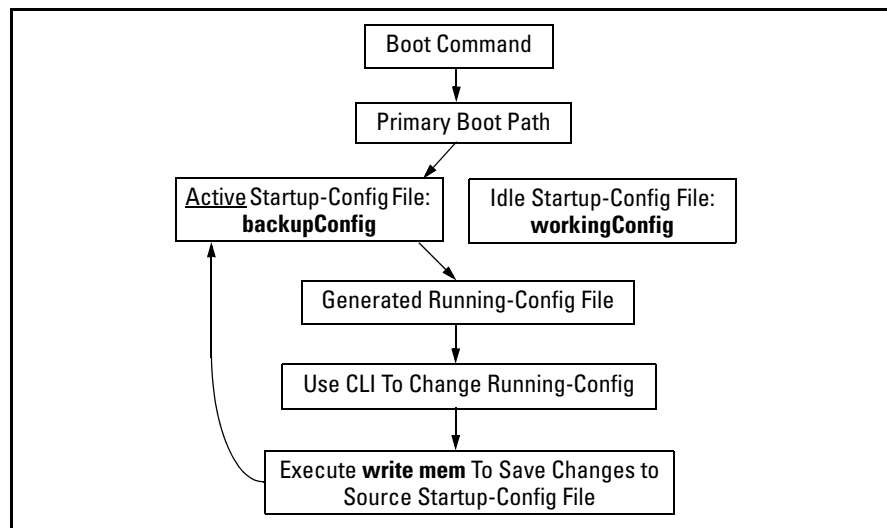 Boot Command
Primary Boot Path
Active Startup-Config File:
backupConfig
Idle Startup-Config File:
workingConfig
Generated Running-Config File
Use CLI To Change Running-Config
Execute write mem To Save Changes to
Source Startup-Config File